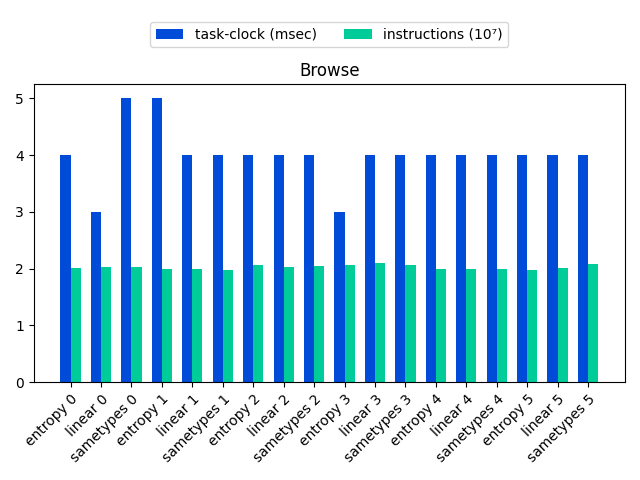 task-clock (msec)
instructions (10⁷)
Browse
5
4
3
2
1
0
entropy 0
linear 0
sametypes 0
entropy 1
linear 1
sametypes 1
entropy 2
linear 2
sametypes 2
entropy 3
linear 3
sametypes 3
entropy 4
linear 4
sametypes 4
entropy 5
linear 5
sametypes 5